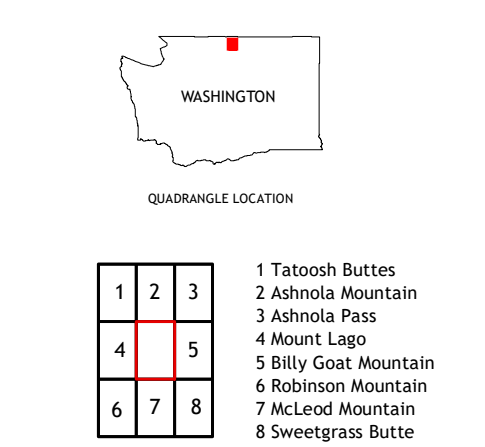 WASHINGTON
QUADRANGLE LOCATION
1 2 3
4 5
6 7 8
1 Tatoosh Buttes
2 Ashnola Mountain
3 Ashnola Pass
4 Mount Lago
5 Billy Goat Mountain
6 Robinson Mountain
7 McLeod Mountain
8 Sweetgrass Butte